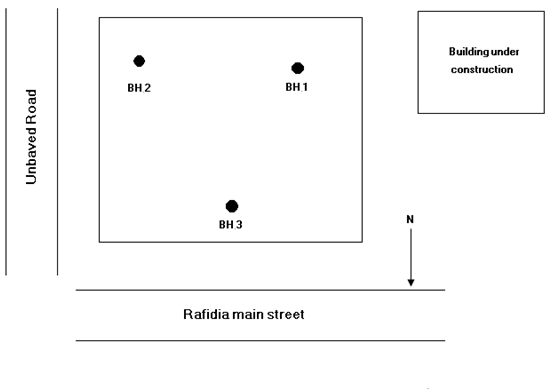 Building under
construction
BH 2
BH 1
Unbaved Road
BH 3
N
Rafidia main street